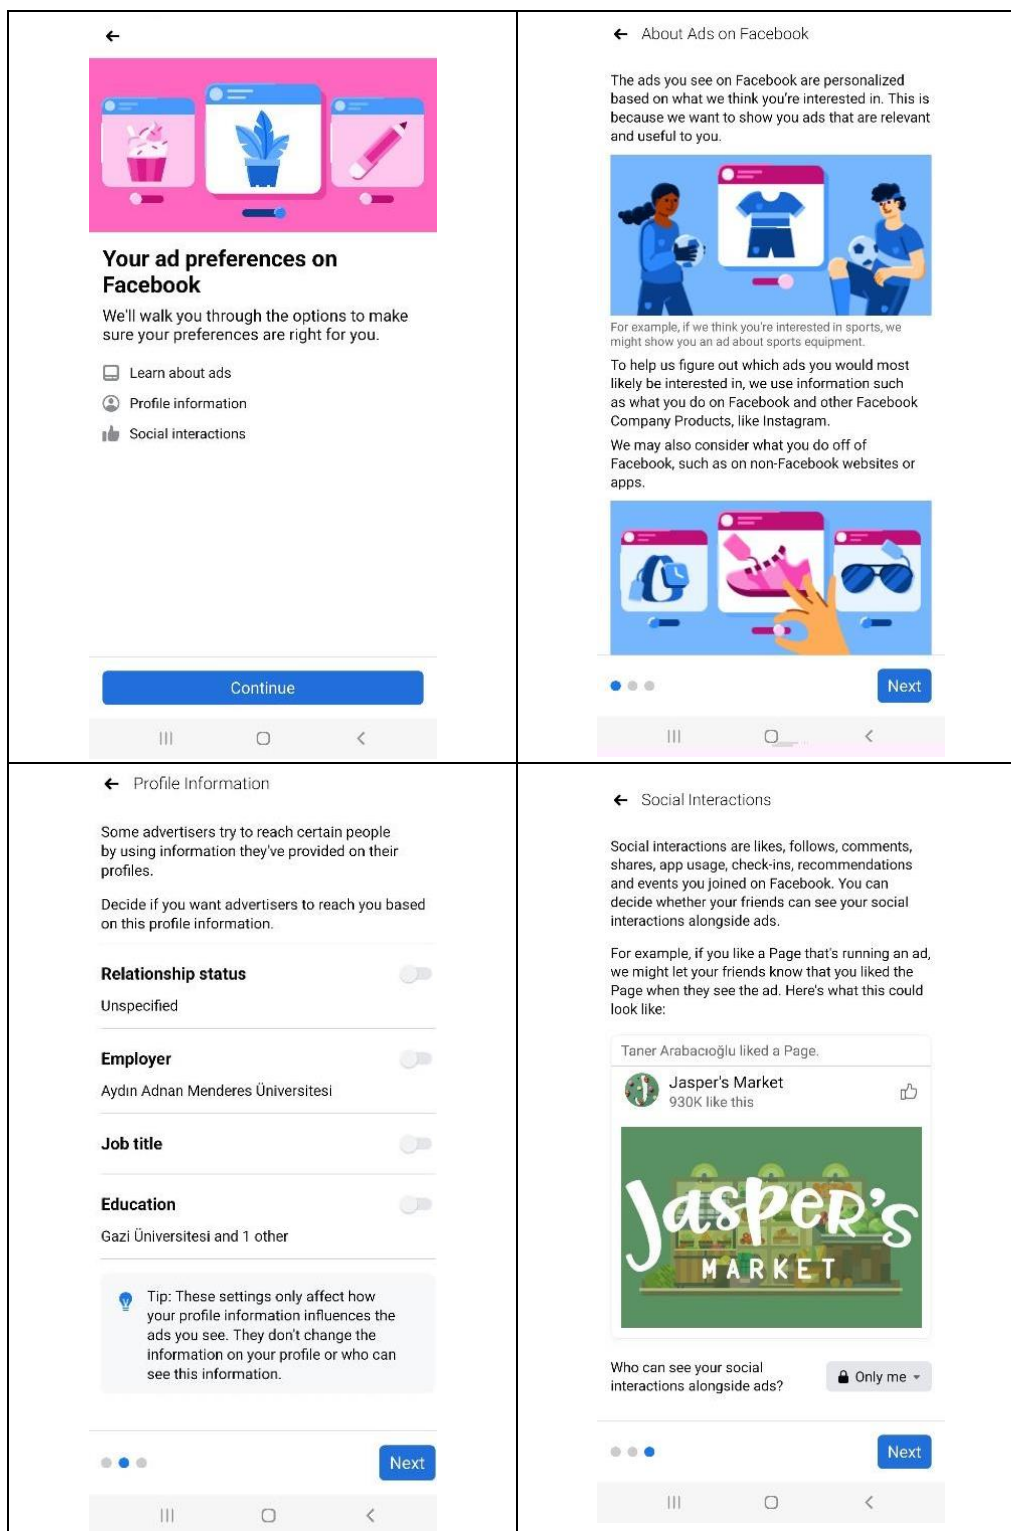 Your ad preferences on
Facebook
We'll walk you through the options to make
sure your preferences are right for you.
Learn about ads
Profile information
Social interactions
Continue
About Ads on Facebook
The ads you see on Facebook are personalized
based on what we think you're interested in. This is
because we want to show you ads that are relevant
and useful to you.
For example, if we think you're interested in sports, we
might show you an ad about sports equipment.
To help us figure out which ads you would most
likely be interested in, we use information such
as what you do on Facebook and other Facebook
Company Products, like Instagram.
We may also consider what you do off of
Facebook, such as on non-Facebook websites or
apps.
Next
Profile Information
Some advertisers try to reach certain people
by using information they've provided on their
profiles.
Decide if you want advertisers to reach you based
on this profile information.
Relationship status
Unspecified
Employer
Aydın Adnan Menderes Üniversitesi
Job title
Education
Gazi Üniversitesi and 1 other
Tip: These settings only affect how
your profile information influences the
ads you see. They don't change the
information on your profile or who can
see this information.
Next
Social Interactions
Social interactions are likes, follows, comments,
shares, app usage, check-ins, recommendations
and events you joined on Facebook. You can
decide whether your friends can see your social
interactions alongside ads.
For example, if you like a Page that's running an ad,
we might let your friends know that you liked the
Page when they see the ad. Here's what this could
look like:
Taner Arabacıoğlu liked a Page.
Jasper's Market
930K like this
Jasper's
MARKET
Who can see your social
interactions alongside ads?
Only me
Next